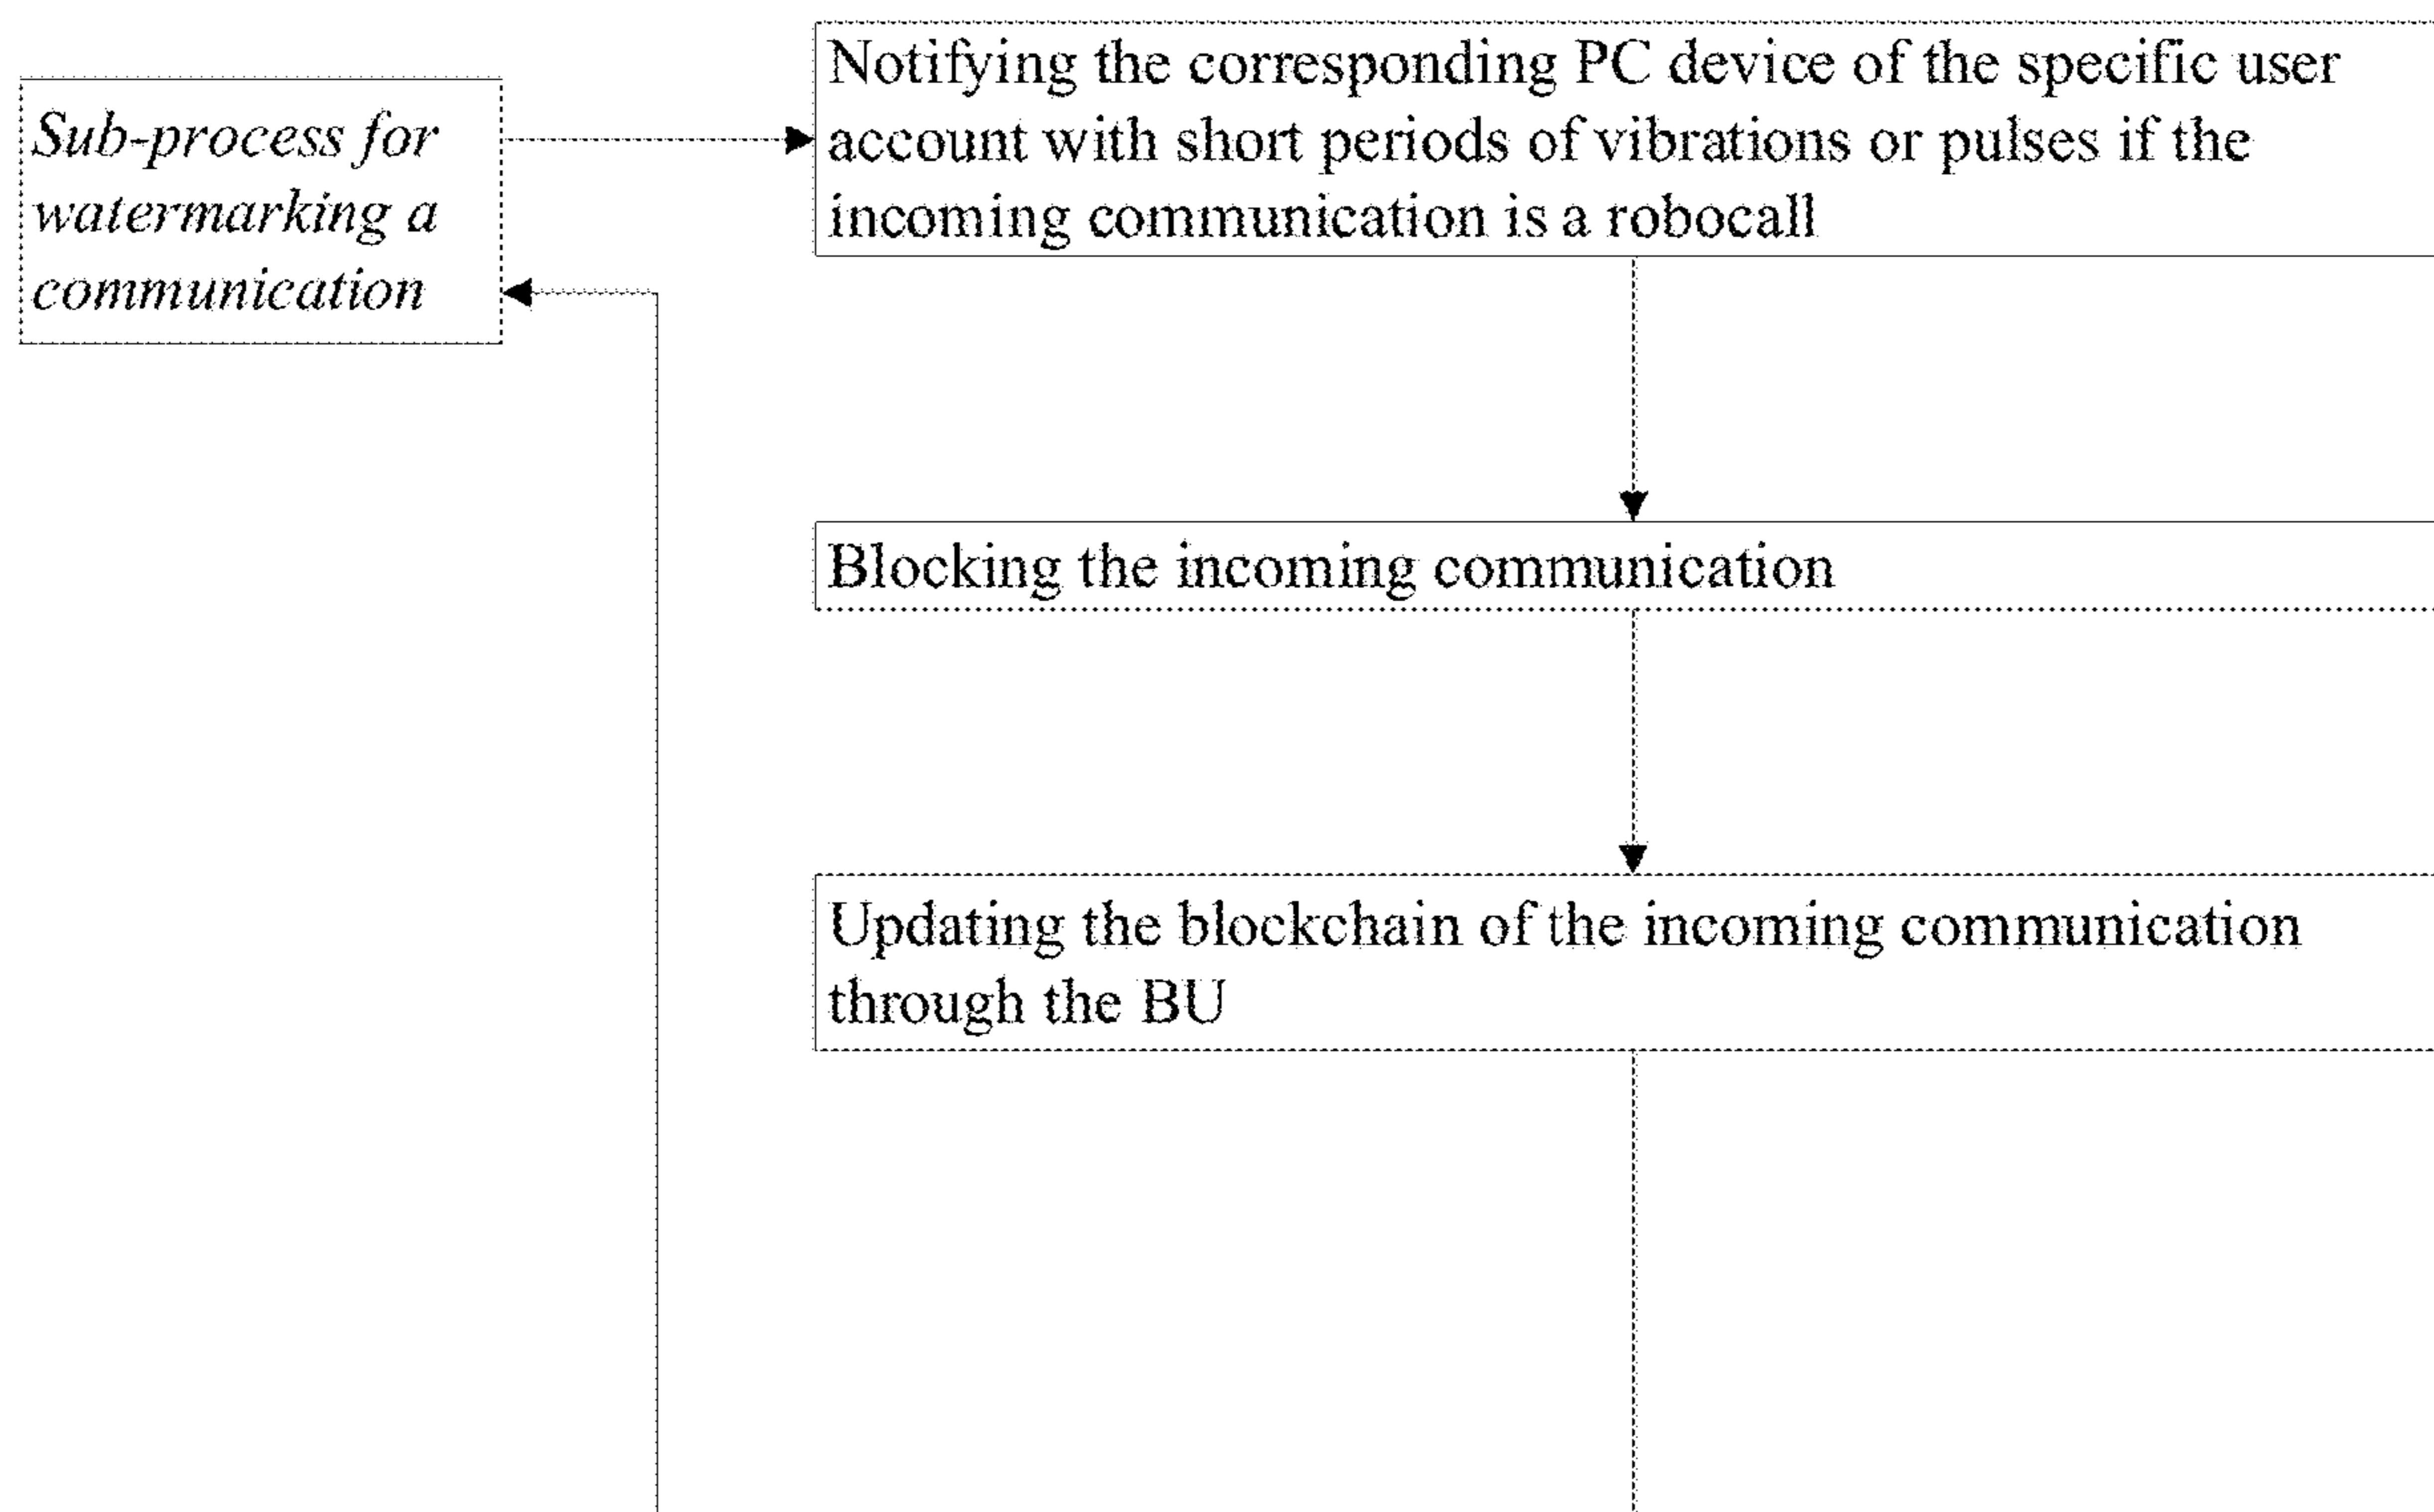 Sub-process for
watermarking a
communication
Notifying the corresponding PC device of the specific user
account with short periods of vibrations or pulses if the
incoming communication is a robocall
Blocking the incoming communication
Updating the blockchain of the incoming communication
through the BU